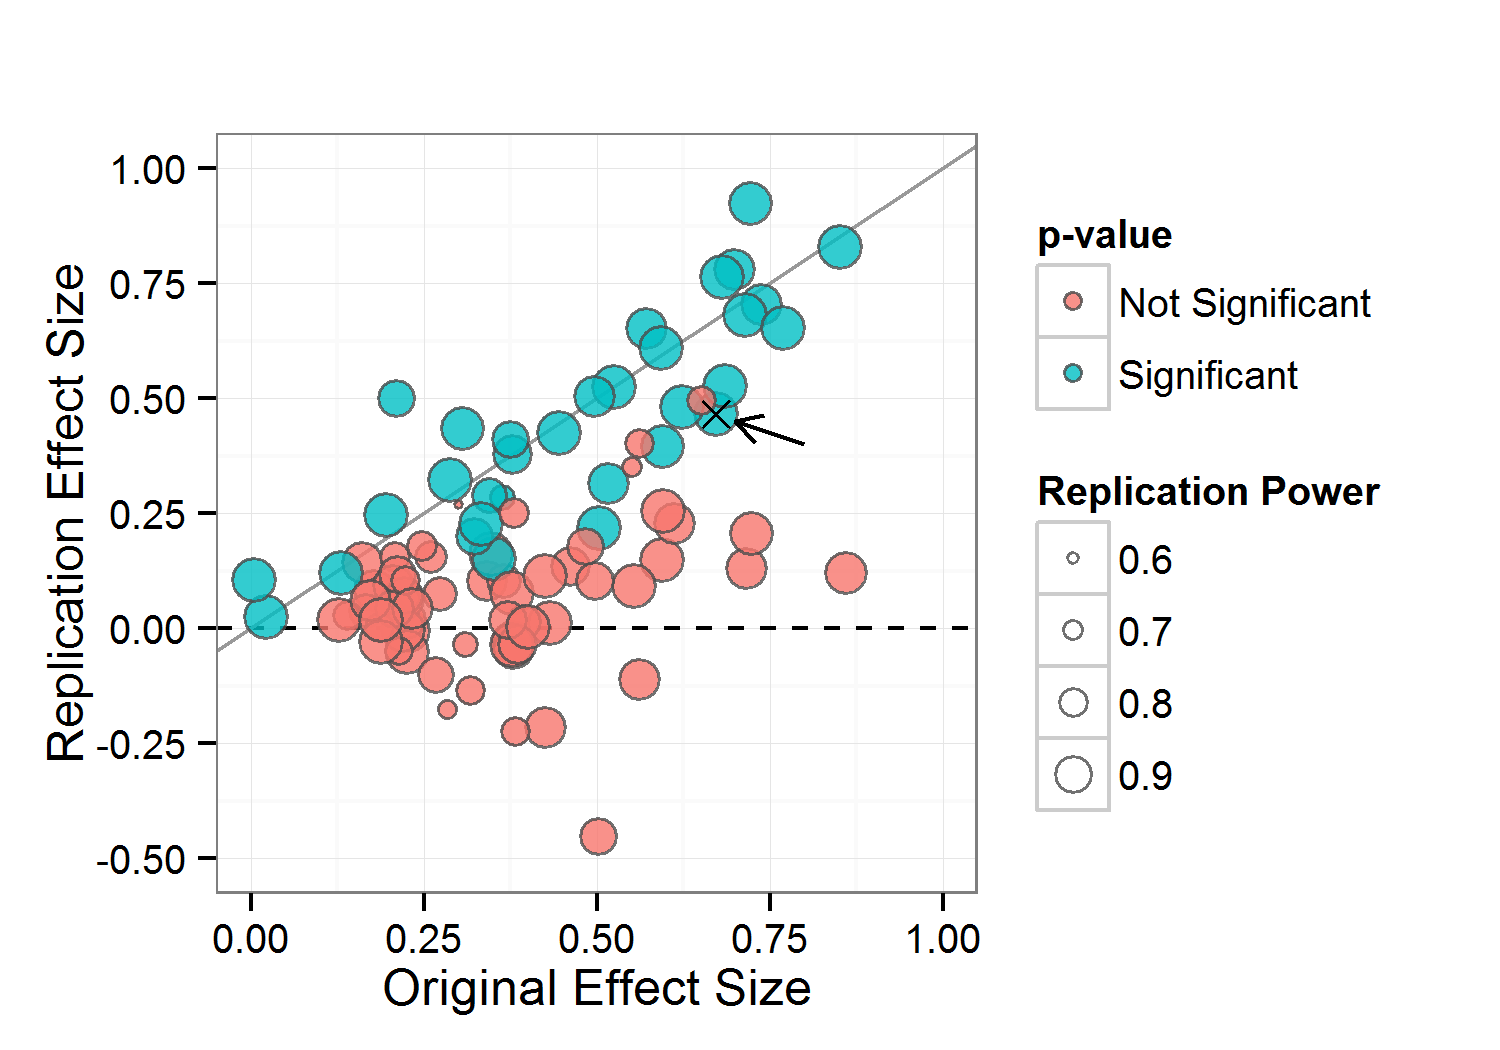 1.00
0.75
0.50
0.25
0.00
-0.25
-0.50
Replication Effect Size
0.00 0.25 0.50 0.75 1.00
Original Effect Size
p-value
Not Significant
Significant
Replication Power
0.6
0.7
0.8
0.9